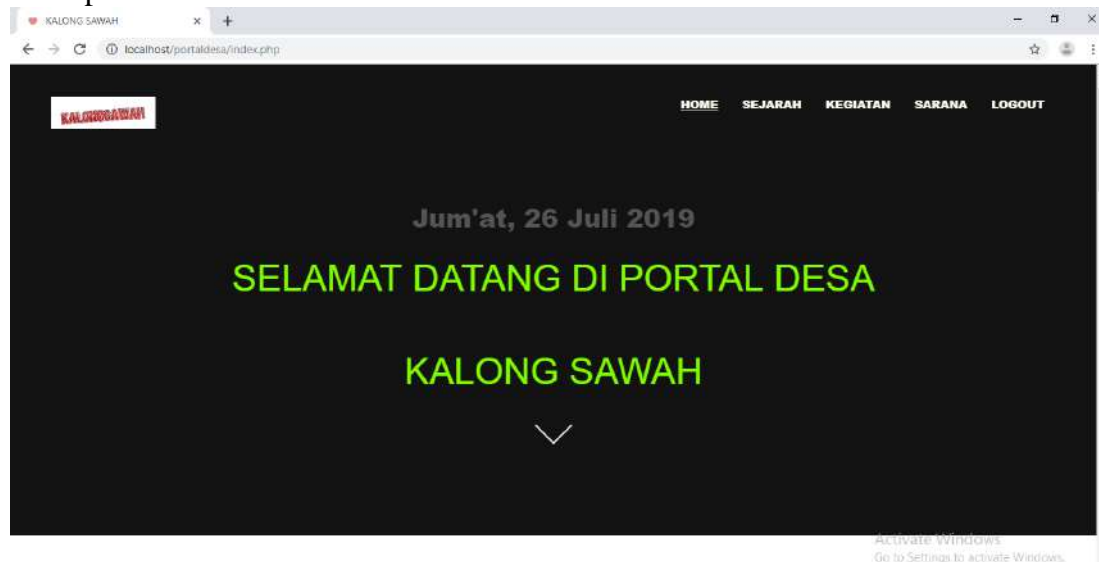 KALONG SAWAH
localhost/portaldesa/index.php
KALONGSAWAH
HOME SEJARAH KEGIATAN SARANA LOGOUT
Jum'at, 26 Juli 2019
SELAMAT DATANG DI PORTAL DESA
KALONG SAWAH
Activate Windows
Go to Settings to activate Windows.